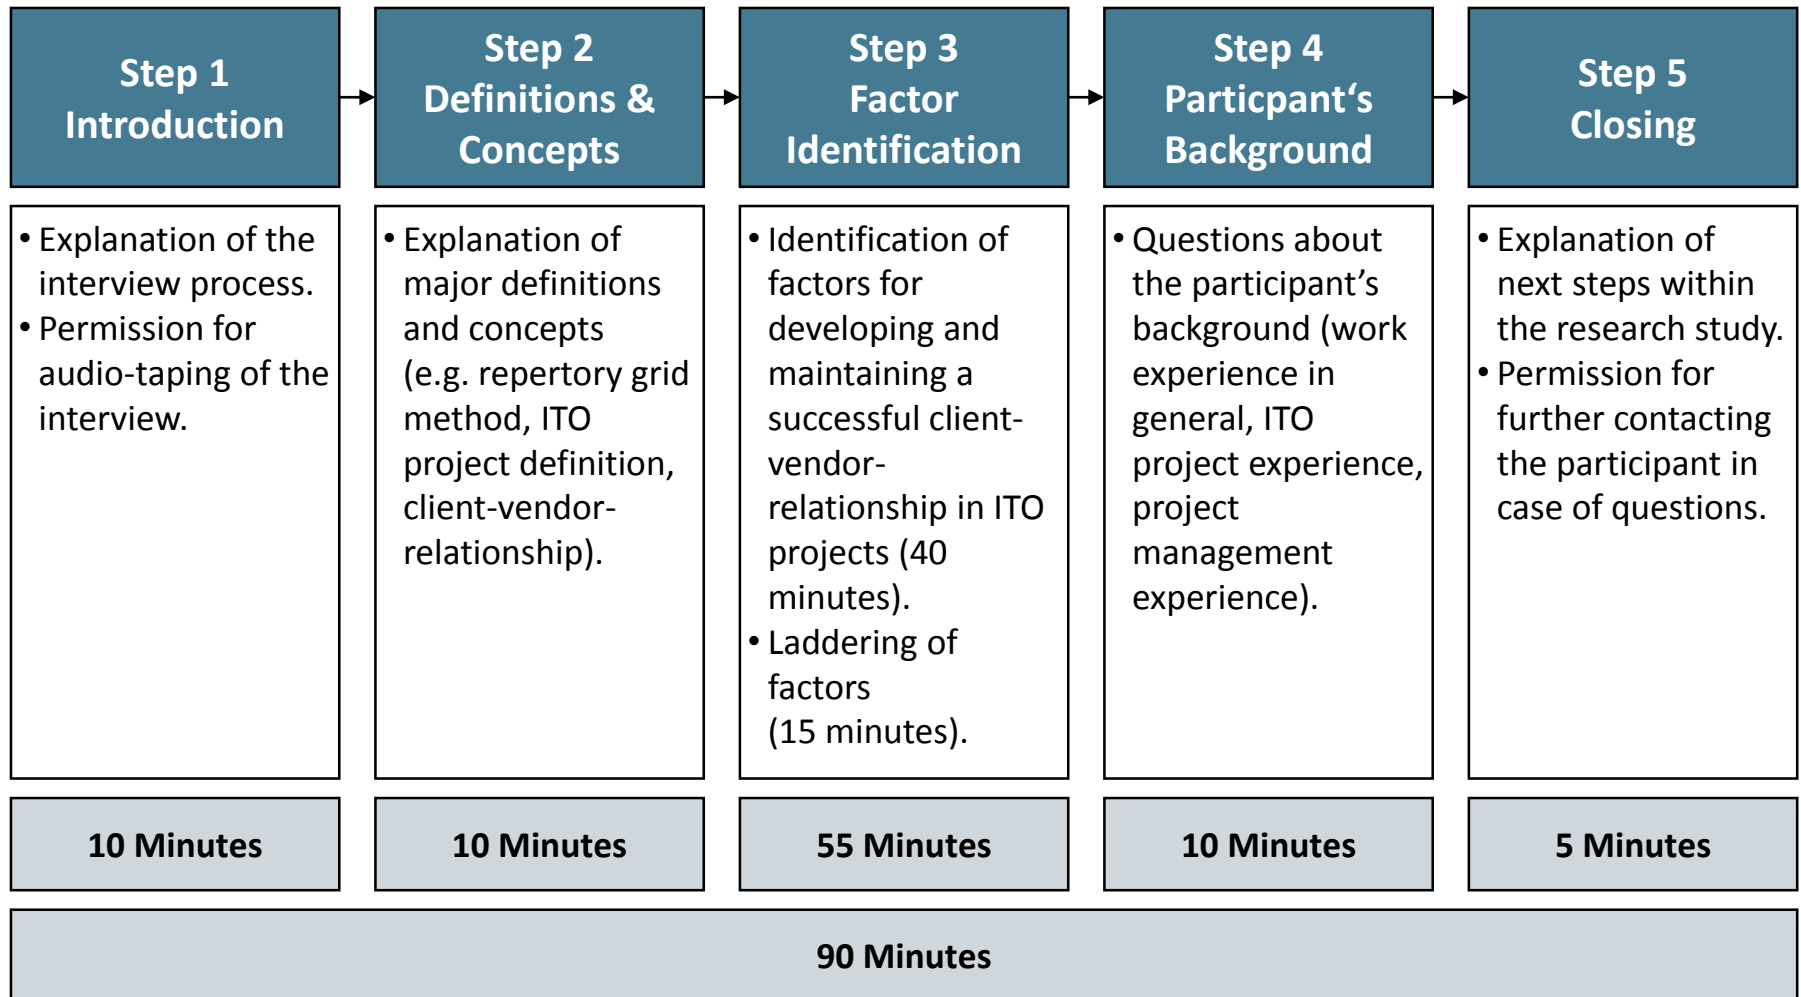 Step 1
Introduction
Step 2
Definitions &
Concepts
Step 3
Factor
Identification
Step 4
Particpant‘s
Background
Step 5
Closing
• Explanation of the
interview process.
• Permission for
audio-taping of the
interview.
• Explanation of
major definitions
and concepts
(e.g. repertory grid
method, ITO
project definition,
client-vendor-
relationship).
• Identification of
factors for
developing and
maintaining a
successful client-
vendor-
relationship in ITO
projects (40
minutes).
• Laddering of
factors
(15 minutes).
• Questions about
the participant’s
background (work
experience in
general, ITO
project experience,
project
management
experience).
• Explanation of
next steps within
the research study.
• Permission for
further contacting
the participant in
case of questions.
10 Minutes
10 Minutes
55 Minutes
10 Minutes
5 Minutes
90 Minutes